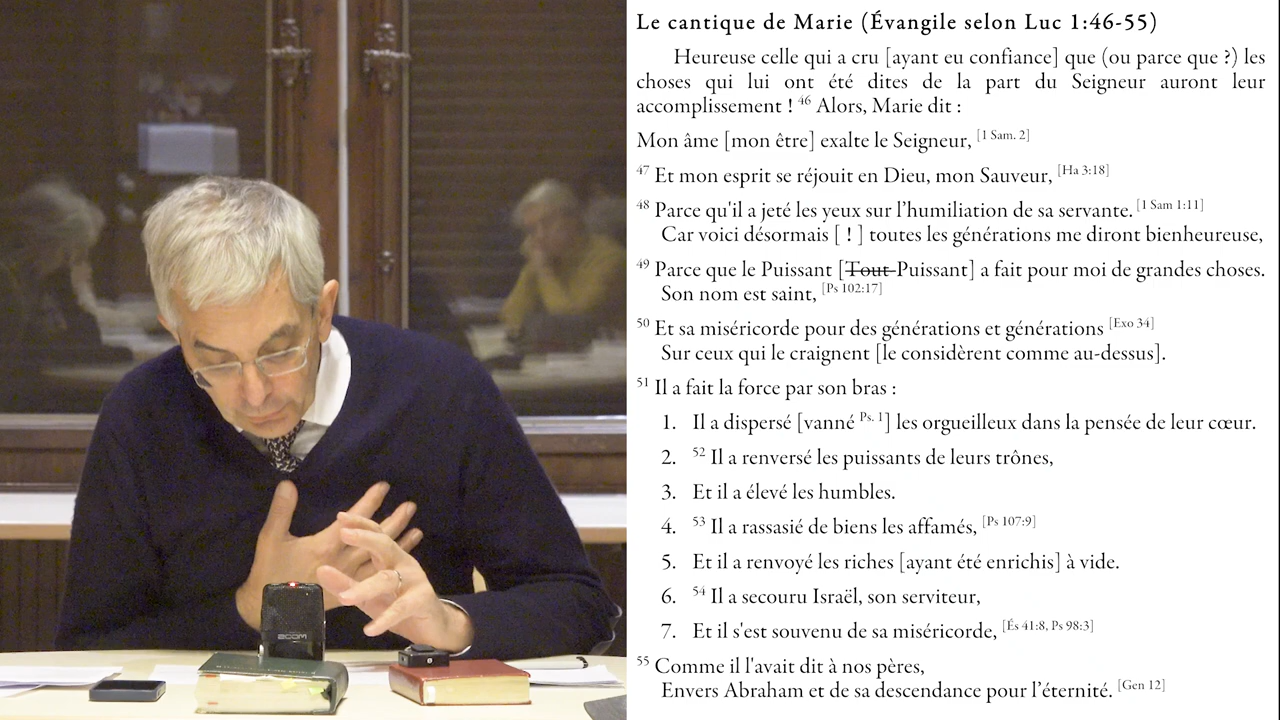 Le cantique de Marie (Évangile selon Luc 1:46-55)
Heureuse celle qui a cru [ayant eu confiance] que (ou parce que ?) les
choses qui lui ont été dites de la part du Seigneur auront leur
accomplissement ! 46 Alors, Marie dit :
Mon âme [mon être] exalte le Seigneur, [1 Sam. 2]
47 Et mon esprit se réjouit en Dieu, mon Sauveur, [Ha 3:18]
48 Parce qu'il a jeté les yeux sur l’humiliation de sa servante. [1 Sam 1:11]
Car voici désormais [ ! ] toutes les générations me diront bienheureuse,
49 Parce que le Puissant [Tout-Puissant] a fait pour moi de grandes choses.
Son nom est saint, [Ps 102:17]
50 Et sa miséricorde pour des générations et générations [Exo 34]
Sur ceux qui le craignent [le considèrent comme au-dessus].
51 Il a fait la force par son bras :
1. Il a dispersé [vanné Ps. 1] les orgueilleux dans la pensée de leur cœur.
2. 52 Il a renversé les puissants de leurs trônes,
3. Et il a élevé les humbles.
4. 53 Il a rassasié de biens les affamés, [Ps 107:9]
5. Et il a renvoyé les riches [ayant été enrichis] à vide.
6. 54 Il a secouru Israël, son serviteur,
7. Et il s'est souvenu de sa miséricorde, [És 41:8, Ps 98:3]
55 Comme il l'avait dit à nos pères,
Envers Abraham et de sa descendance pour l’éternité. [Gen 12]
zoom